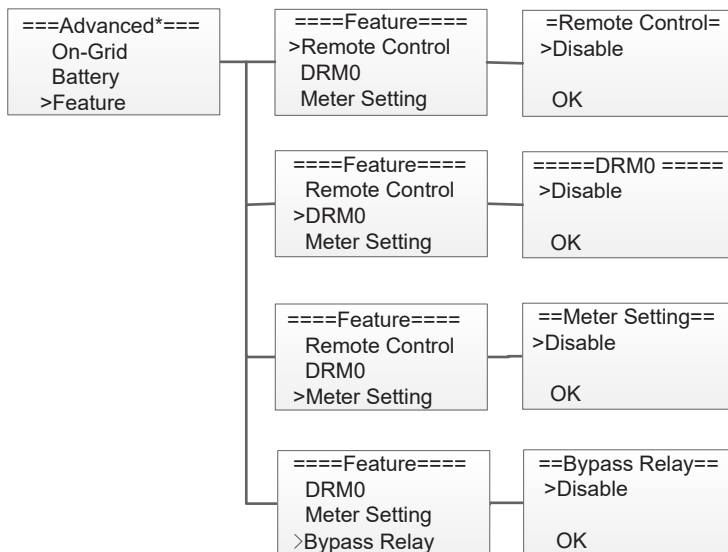 ===Advanced*===
On-Grid
Battery
>Feature
====Feature====
>Remote Control
DRM0
Meter Setting
=Remote Control=
>Disable
OK
====Feature====
Remote Control
>DRM0
Meter Setting
=====DRM0 =====
>Disable
OK
====Feature====
Remote Control
DRM0
>Meter Setting
==Meter Setting==
>Disable
OK
====Feature====
DRM0
Meter Setting
>Bypass Relay
==Bypass Relay==
>Disable
OK